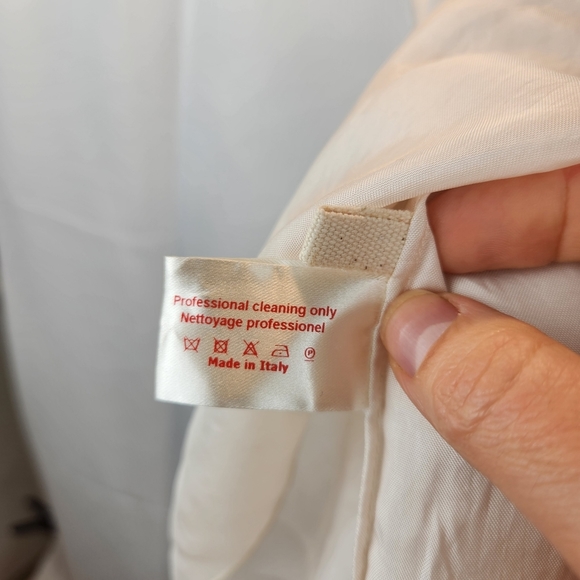 Professional cleaning only
Nettoyage professionel
P
Made in Italy